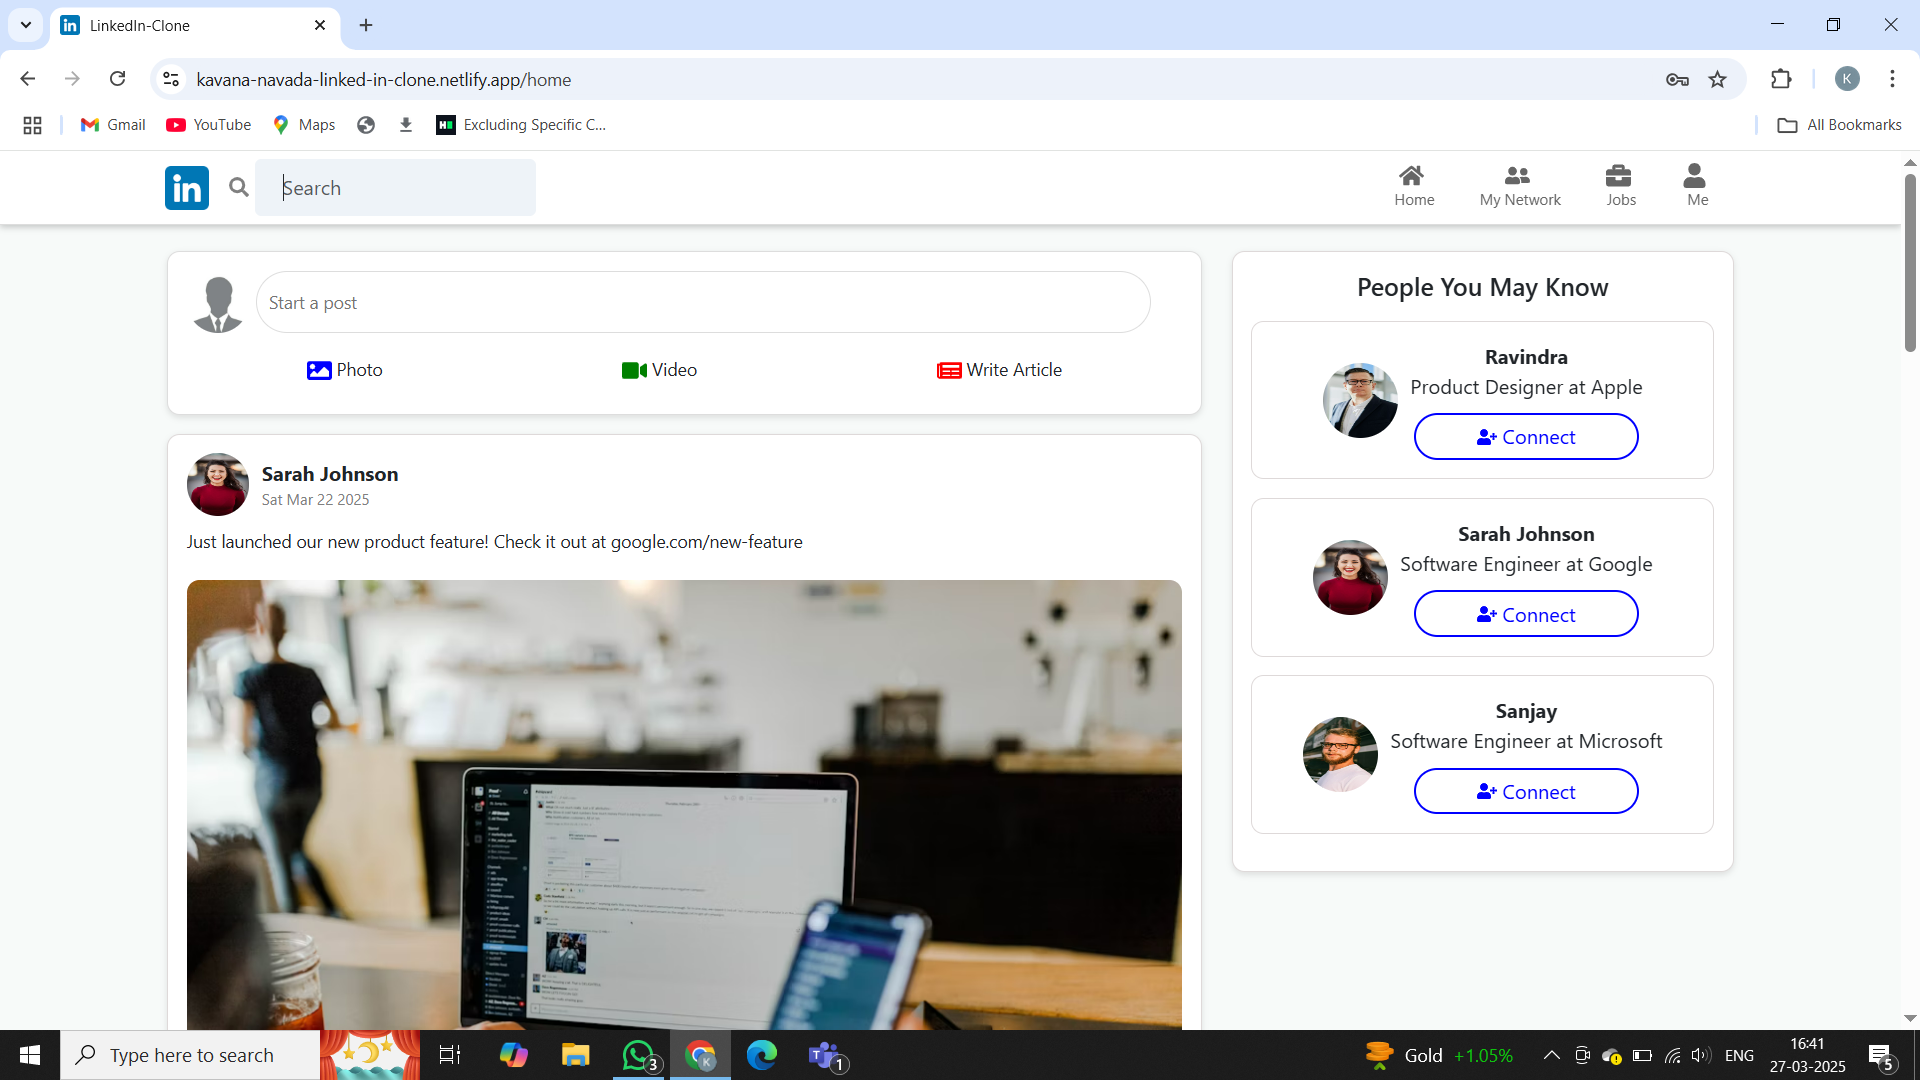 LinkedIn-Clone
kavana-navada-linked-in-clone.netlify.app/home
K
Gmail
YouTube
Maps
Excluding Specific C...
All Bookmarks
in
Search
Home
My Network
Jobs
Me
Start a post
Photo
Video
Write Article
Sarah Johnson
Sat Mar 22 2025
Just launched our new product feature! Check it out at google.com/new-feature
People You May Know
Ravindra
Product Designer at Apple
Connect
Sarah Johnson
Software Engineer at Google
Connect
Sanjay
Software Engineer at Microsoft
Connect
Type here to search
3
K
1
Gold +1.05%
ENG
16:41
27-03-2025
5